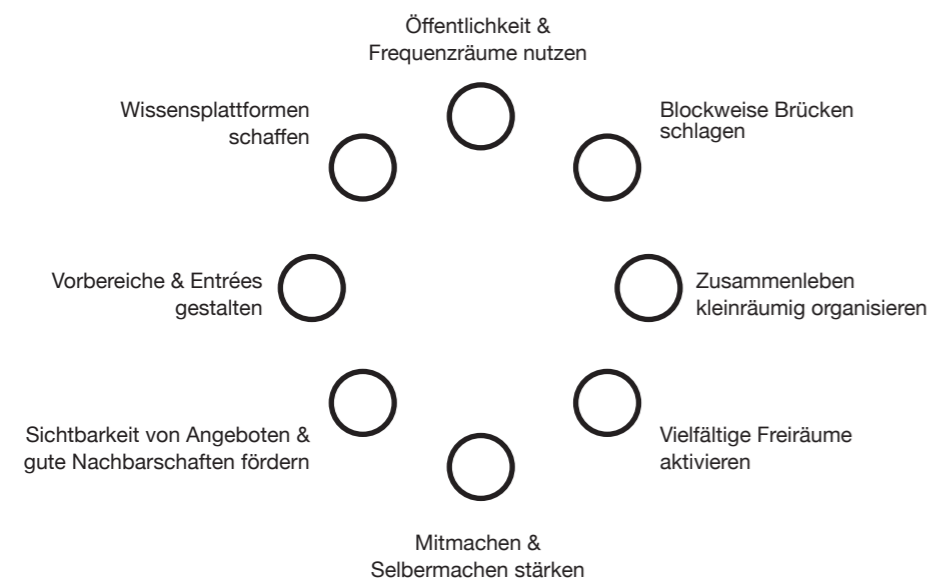 Öffentlichkeit &
Frequenzräume nutzen
Wissensplattformen
schaffen
Blockweise Brücken
schlagen
Vorbereiche & Entrées
gestalten
Zusammenleben
kleinräumig organisieren
Sichtbarkeit von Angeboten &
gute Nachbarschaften fördern
Vielfältige Freiräume
aktivieren
Mitmachen &
Selbermachen stärken